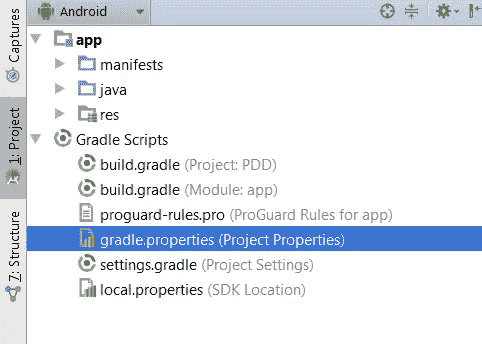 Android
Captures
1: Project
7: Structure
app
manifests
java
res
Gradle Scripts
build.gradle (Project: PDD)
build.gradle (Module: app)
proguard-rules.pro (ProGuard Rules for app)
gradle.properties (Project Properties)
settings.gradle (Project Settings)
local.properties (SDK Location)